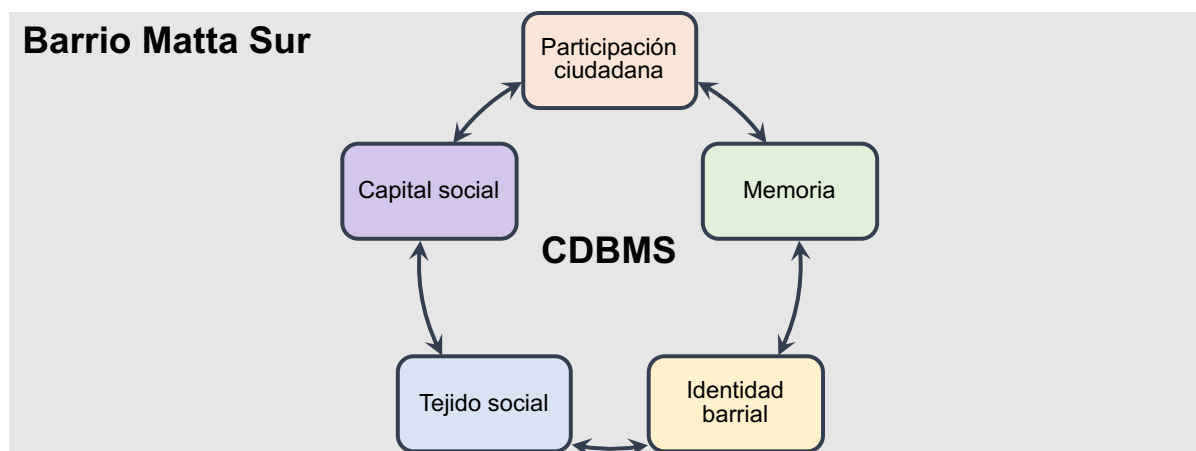 Barrio Matta Sur
Participación
ciudadana
Capital social
Memoria
CDBMS
Tejido social
Identidad
barrial